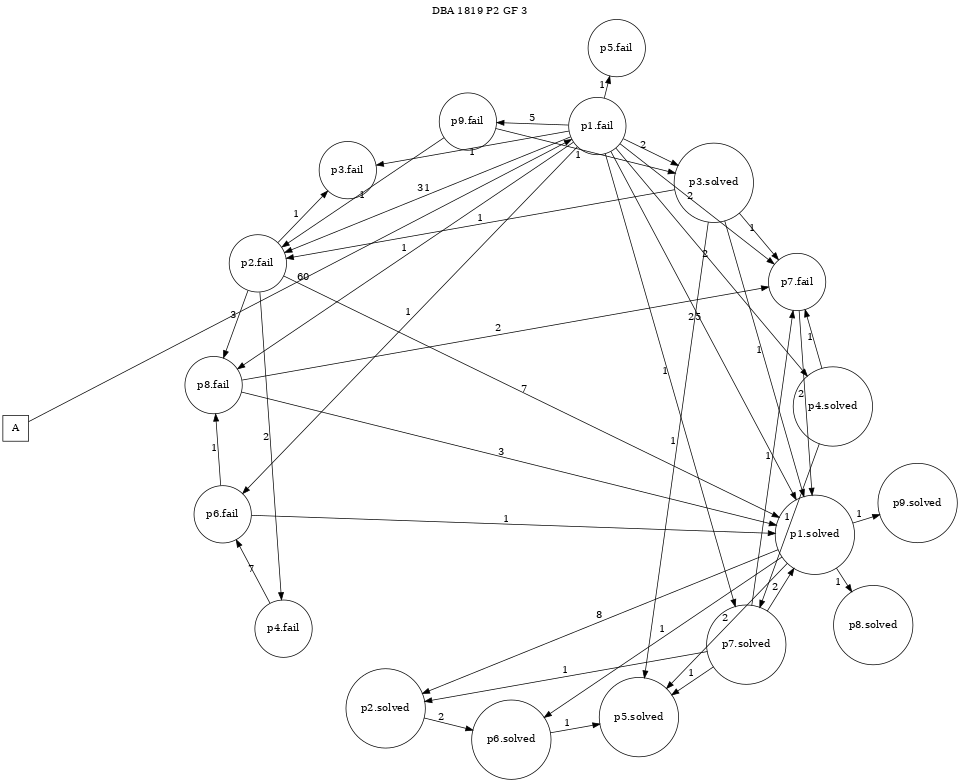 DBA 1819 P2 GF 3
p5.fail
1
p9.fail
5
p1.fail
2
1
1
p3.fail
p3.solved
1
31
2
1
1
1
p2.fail
1
2
p7.fail
60
3
1
25
2
1
1
p8.fail
1
2
p4.solved
7
2
1
1
3
1
p9.solved
p6.fail
1
1
1
p1.solved
7
1
2
8
2
p8.solved
p4.fail
1
p7.solved
1
1
p2.solved
2
1
p5.solved
p6.solved
A